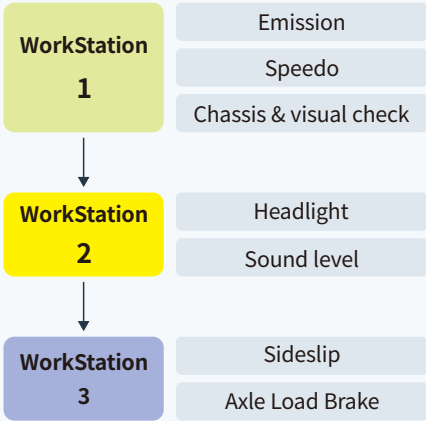 WorkStation
1
Emission
Speedo
Chassis & visual check
WorkStation
2
Headlight
Sound level
WorkStation
3
Sideslip
Axle Load Brake